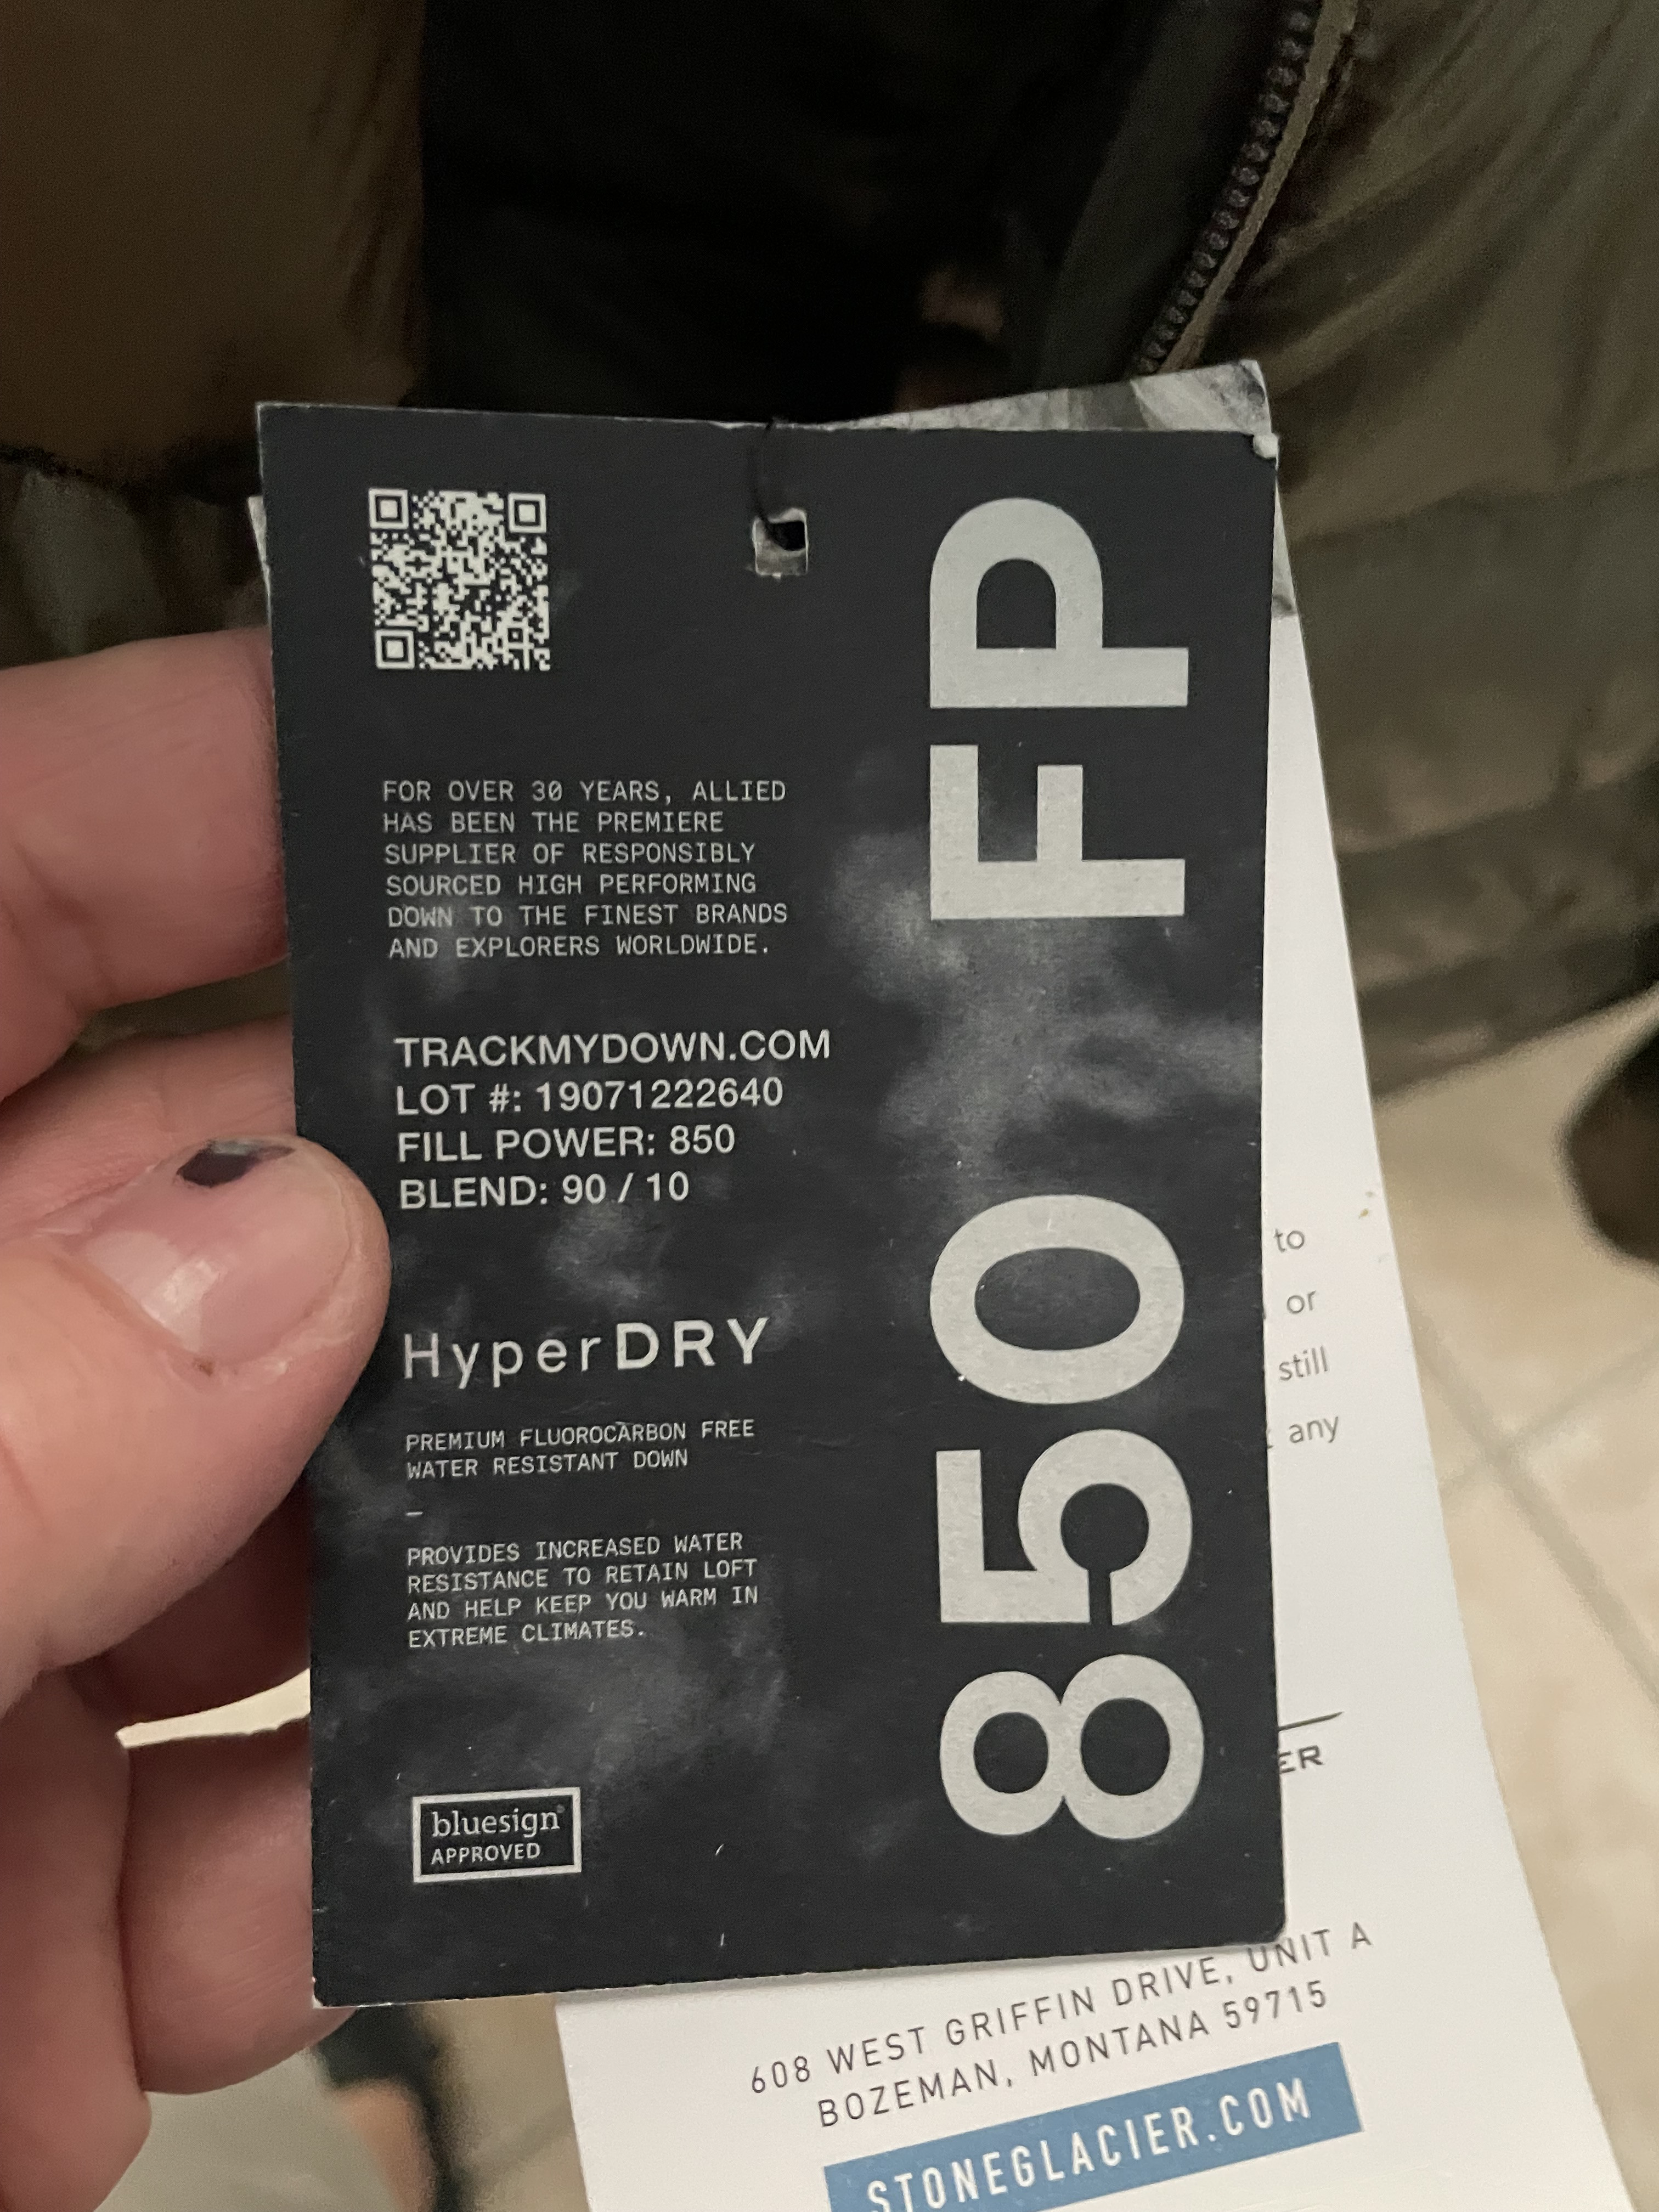 FOR OVER 30 YEARS, ALLIED
HAS BEEN THE PREMIERE
SUPPLIER OF RESPONSIBLY
SOURCED HIGH PERFORMING
DOWN TO THE FINEST BRANDS
AND EXPLORERS WORLDWIDE.
TRACKMYDOWN.COM
LOT #: 19071222640
FILL POWER: 850
BLEND: 90 / 10
HyperDRY
PREMIUM FLUOROCARBON FREE
WATER RESISTANT DOWN
—
PROVIDES INCREASED WATER
RESISTANCE TO RETAIN LOFT
AND HELP KEEP YOU WARM IN
EXTREME CLIMATES.
bluesign®
APPROVED
850 FP
to
or
still
any
ER
608 WEST GRIFFIN DRIVE, UNIT A
BOZEMAN, MONTANA 59715
STONEGLACIER.COM